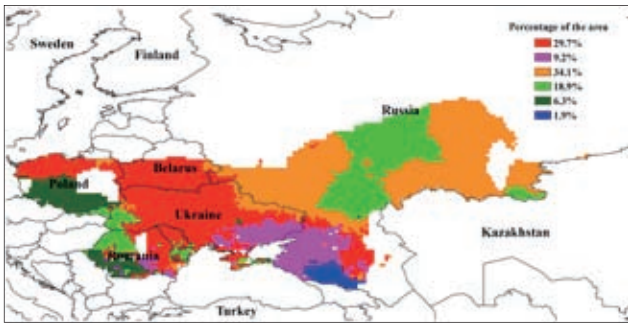 Percentage of the area
29.7%
9.2%
34.1%
18.9%
6.3%
1.9%
Sweden
Finland
Russia
Belarus
Poland
Ukraine
Romania
Kazakhstan
Turkey